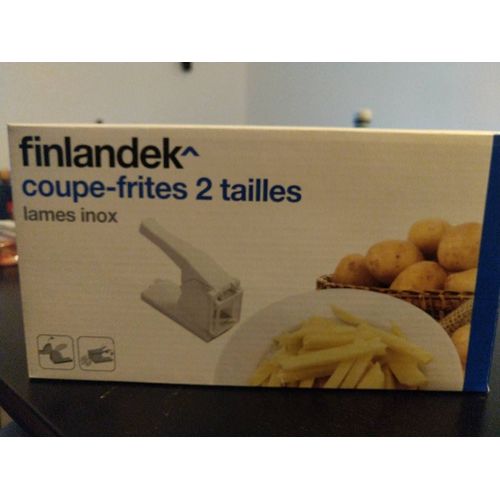 finlandek^
coupe-frites 2 tailles
lames inox